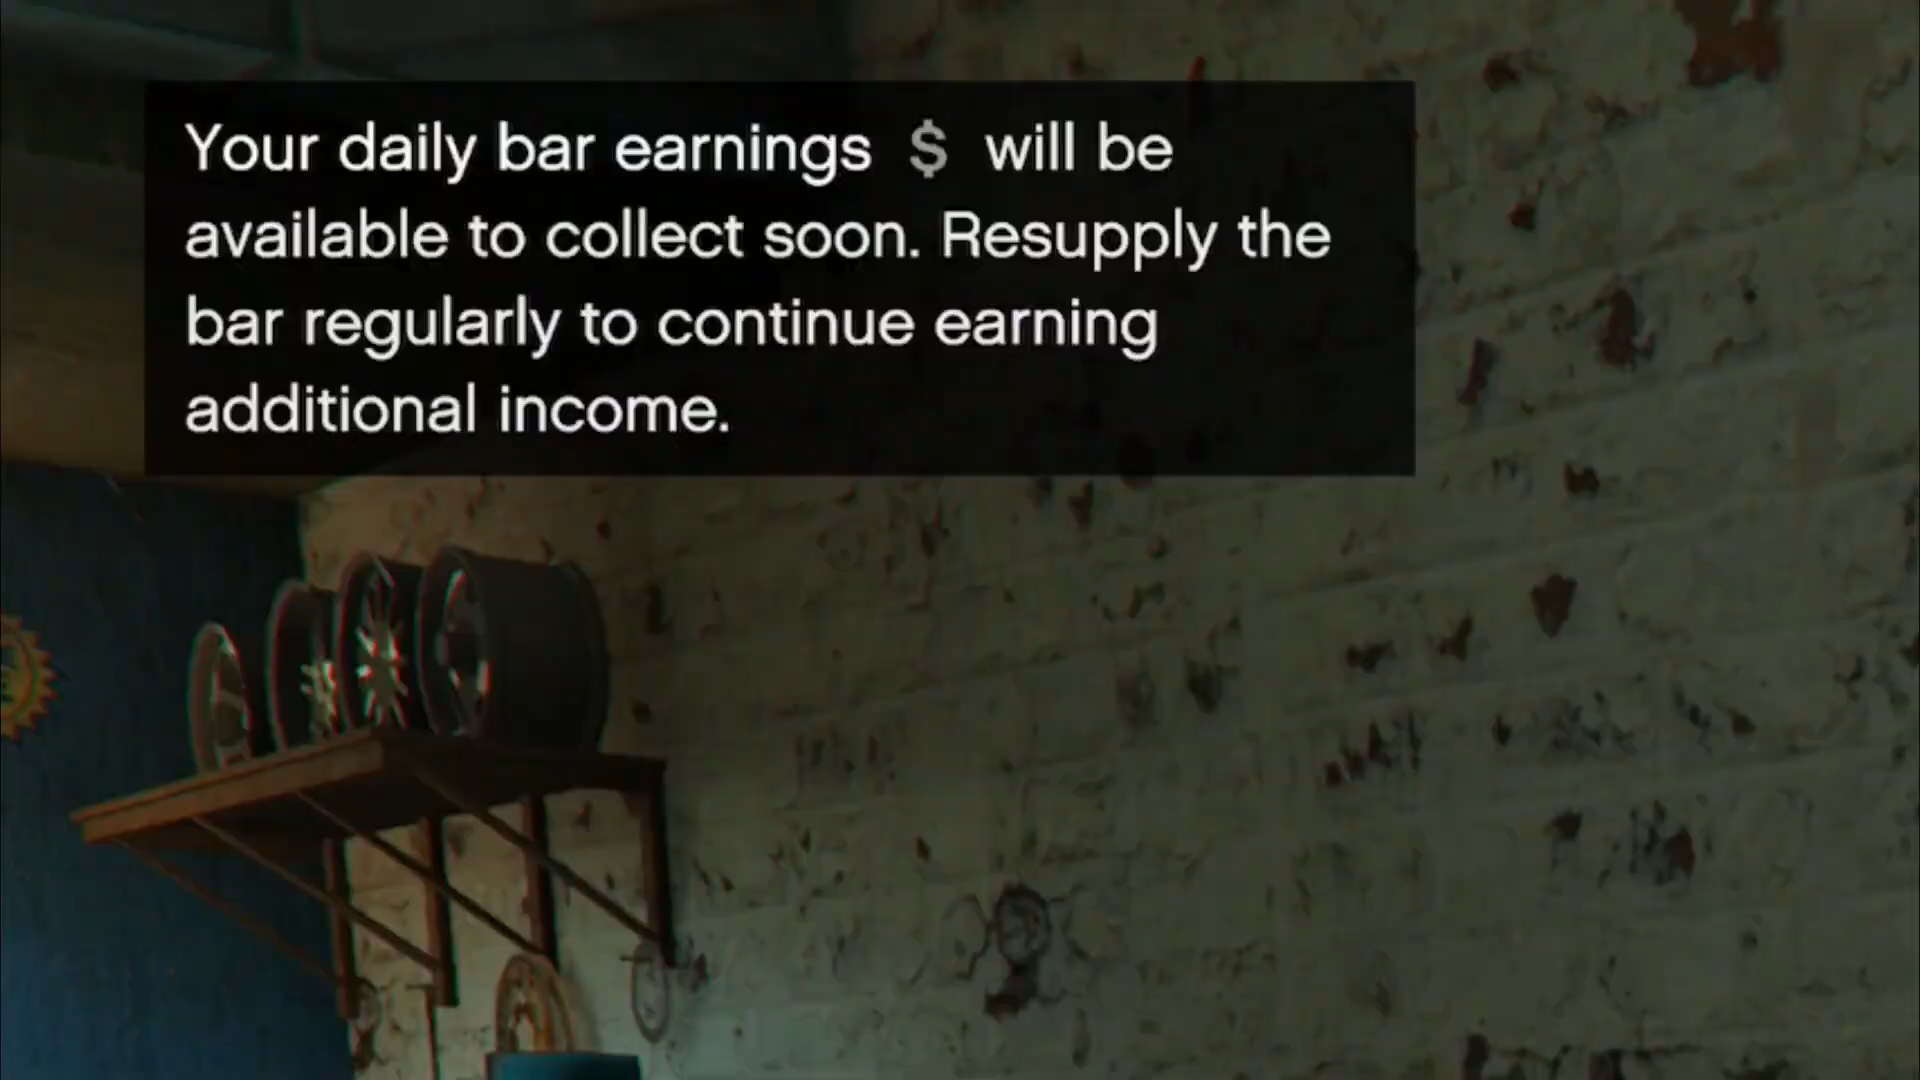 Your daily bar earnings $ will be
available to collect soon. Resupply the
bar regularly to continue earning
additional income.